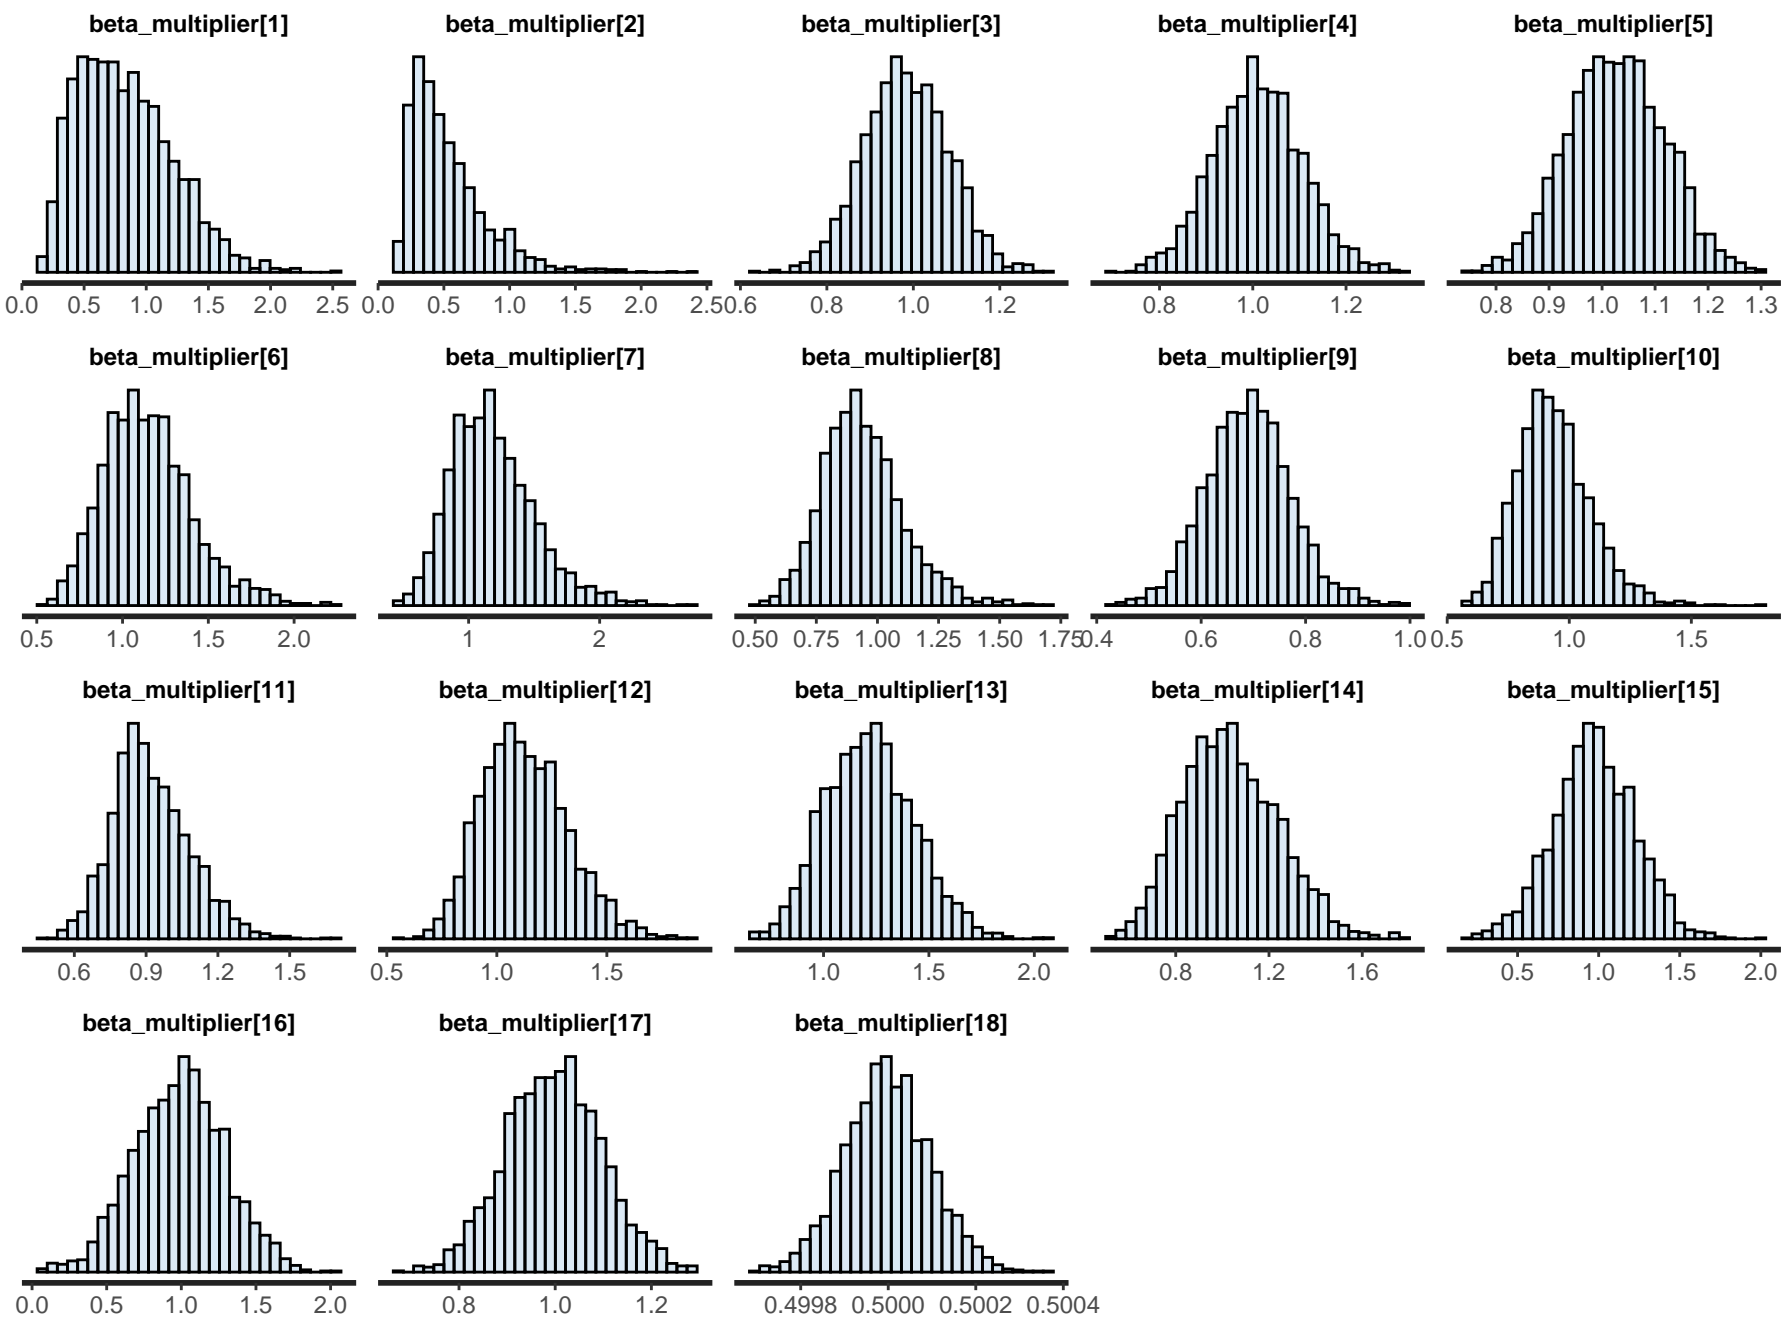 beta_multiplier[1] beta_multiplier[2] beta_multiplier[3] beta_multiplier[4] beta_multiplier[5]
0.0 0.5 1.0 1.5 2.0 2.5 0.0 0.5 1.0 1.5 2.0 2.5 0.6 0.8 1.0 1.2 0.8 1.0 1.2 0.8 0.9 1.0 1.1 1.2 1.3
beta_multiplier[6] beta_multiplier[7] beta_multiplier[8] beta_multiplier[9] beta_multiplier[10]
0.5 1.0 1.5 2.0 1 2 0.50 0.75 1.00 1.25 1.50 1.75 0.4 0.6 0.8 1.0 0.5 1.0 1.5
beta_multiplier[11] beta_multiplier[12] beta_multiplier[13] beta_multiplier[14] beta_multiplier[15]
0.6 0.9 1.2 1.5 0.5 1.0 1.5 1.0 1.5 2.0 0.8 1.2 1.6 0.5 1.0 1.5 2.0
beta_multiplier[16] beta_multiplier[17] beta_multiplier[18]
0.0 0.5 1.0 1.5 2.0 0.8 1.0 1.2 0.4998 0.5000 0.5002 0.5004